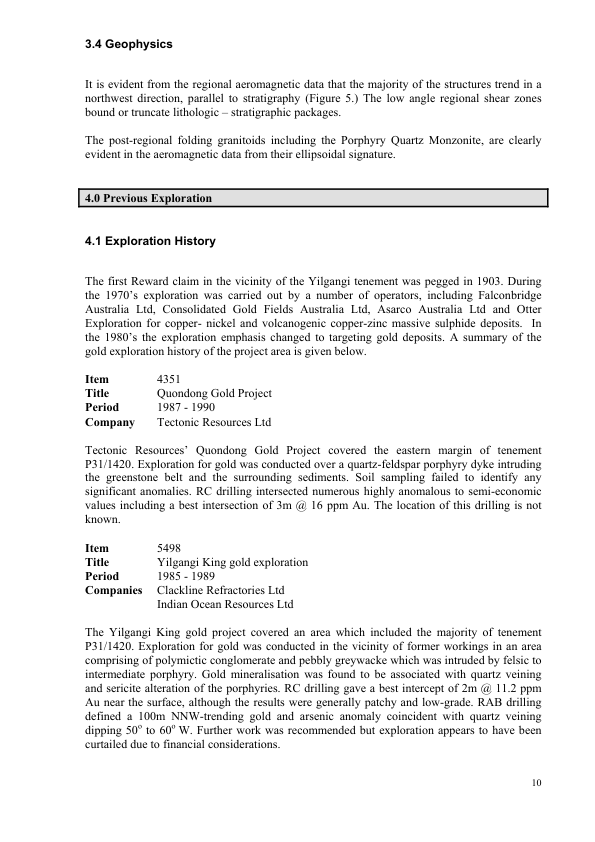 3.4 Geophysics
It is evident from the regional aeromagnetic data that the majority of the structures trend in a
northwest direction, parallel to stratigraphy (Figure 5.) The low angle regional shear zones
bound or truncate lithologic – stratigraphic packages.
The post-regional folding granitoids including the Porphyry Quartz Monzonite, are clearly
evident in the aeromagnetic data from their ellipsoidal signature.
4.0 Previous Exploration
4.1 Exploration History
The first Reward claim in the vicinity of the Yilgangi tenement was pegged in 1903. During
the 1970's exploration was carried out by a number of operators, including Falconbridge
Australia Ltd, Consolidated Gold Fields Australia Ltd, Asarco Australia Ltd and Otter
Exploration for copper- nickel and volcanogenic copper-zinc massive sulphide deposits. In
the 1980's the exploration emphasis changed to targeting gold deposits. A summary of the
gold exploration history of the project area is given below.
Item 4351
Title Quondong Gold Project
Period 1987 - 1990
Company Tectonic Resources Ltd
Tectonic Resources' Quondong Gold Project covered the eastern margin of tenement
P31/1420. Exploration for gold was conducted over a quartz-feldspar porphyry dyke intruding
the greenstone belt and the surrounding sediments. Soil sampling failed to identify any
significant anomalies. RC drilling intersected numerous highly anomalous to semi-economic
values including a best intersection of 3m @ 16 ppm Au. The location of this drilling is not
known.
Item 5498
Title Yilgangi King gold exploration
Period 1985 - 1989
Companies Clackline Refractories Ltd
Indian Ocean Resources Ltd
The Yilgangi King gold project covered an area which included the majority of tenement
P31/1420. Exploration for gold was conducted in the vicinity of former workings in an area
comprising of polymictic conglomerate and pebbly greywacke which was intruded by felsic to
intermediate porphyry. Gold mineralisation was found to be associated with quartz veining
and sericite alteration of the porphyries. RC drilling gave a best intercept of 2m @ 11.2 ppm
Au near the surface, although the results were generally patchy and low-grade. RAB drilling
defined a 100m NNW-trending gold and arsenic anomaly coincident with quartz veining
dipping 50º to 60º W. Further work was recommended but exploration appears to have been
curtailed due to financial considerations.
10